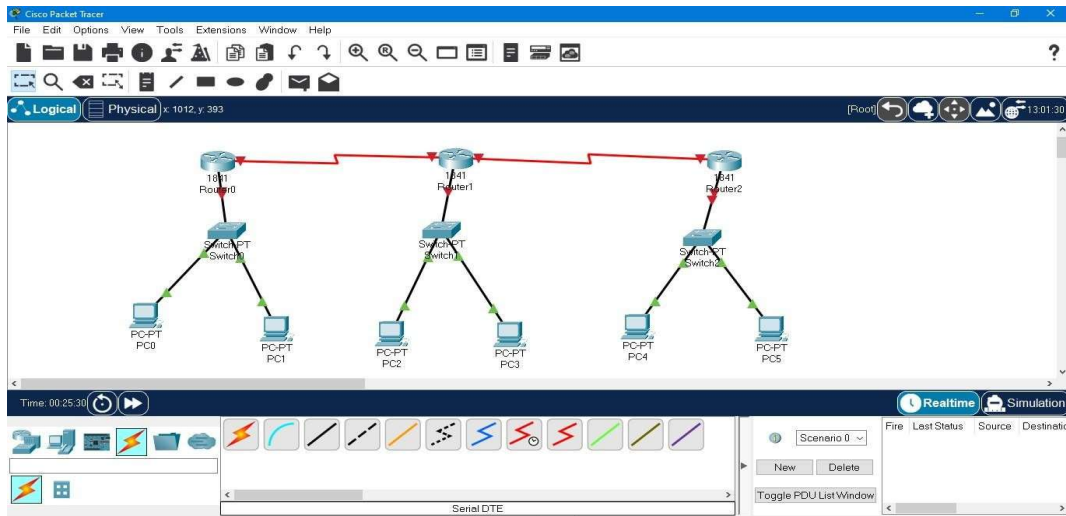 Cisco Packet Tracer
File Edit Options View Tools Extensions Window Help
?
Logical Physical x: 1012, y: 393 [Root] 13:01:30
1841
Router0
1841
Router1
1841
Router2
Switch-PT
Switch0
Switch-PT
Switch1
Switch-PT
Switch2
PC-PT
PC0
PC-PT
PC1
PC-PT
PC2
PC-PT
PC3
PC-PT
PC4
PC-PT
PC5
Time: 00:25:30 Realtime Simulation
Scenario 0
New Delete
Toggle PDU List Window
Fire Last Status Source Destinatic
Serial DTE